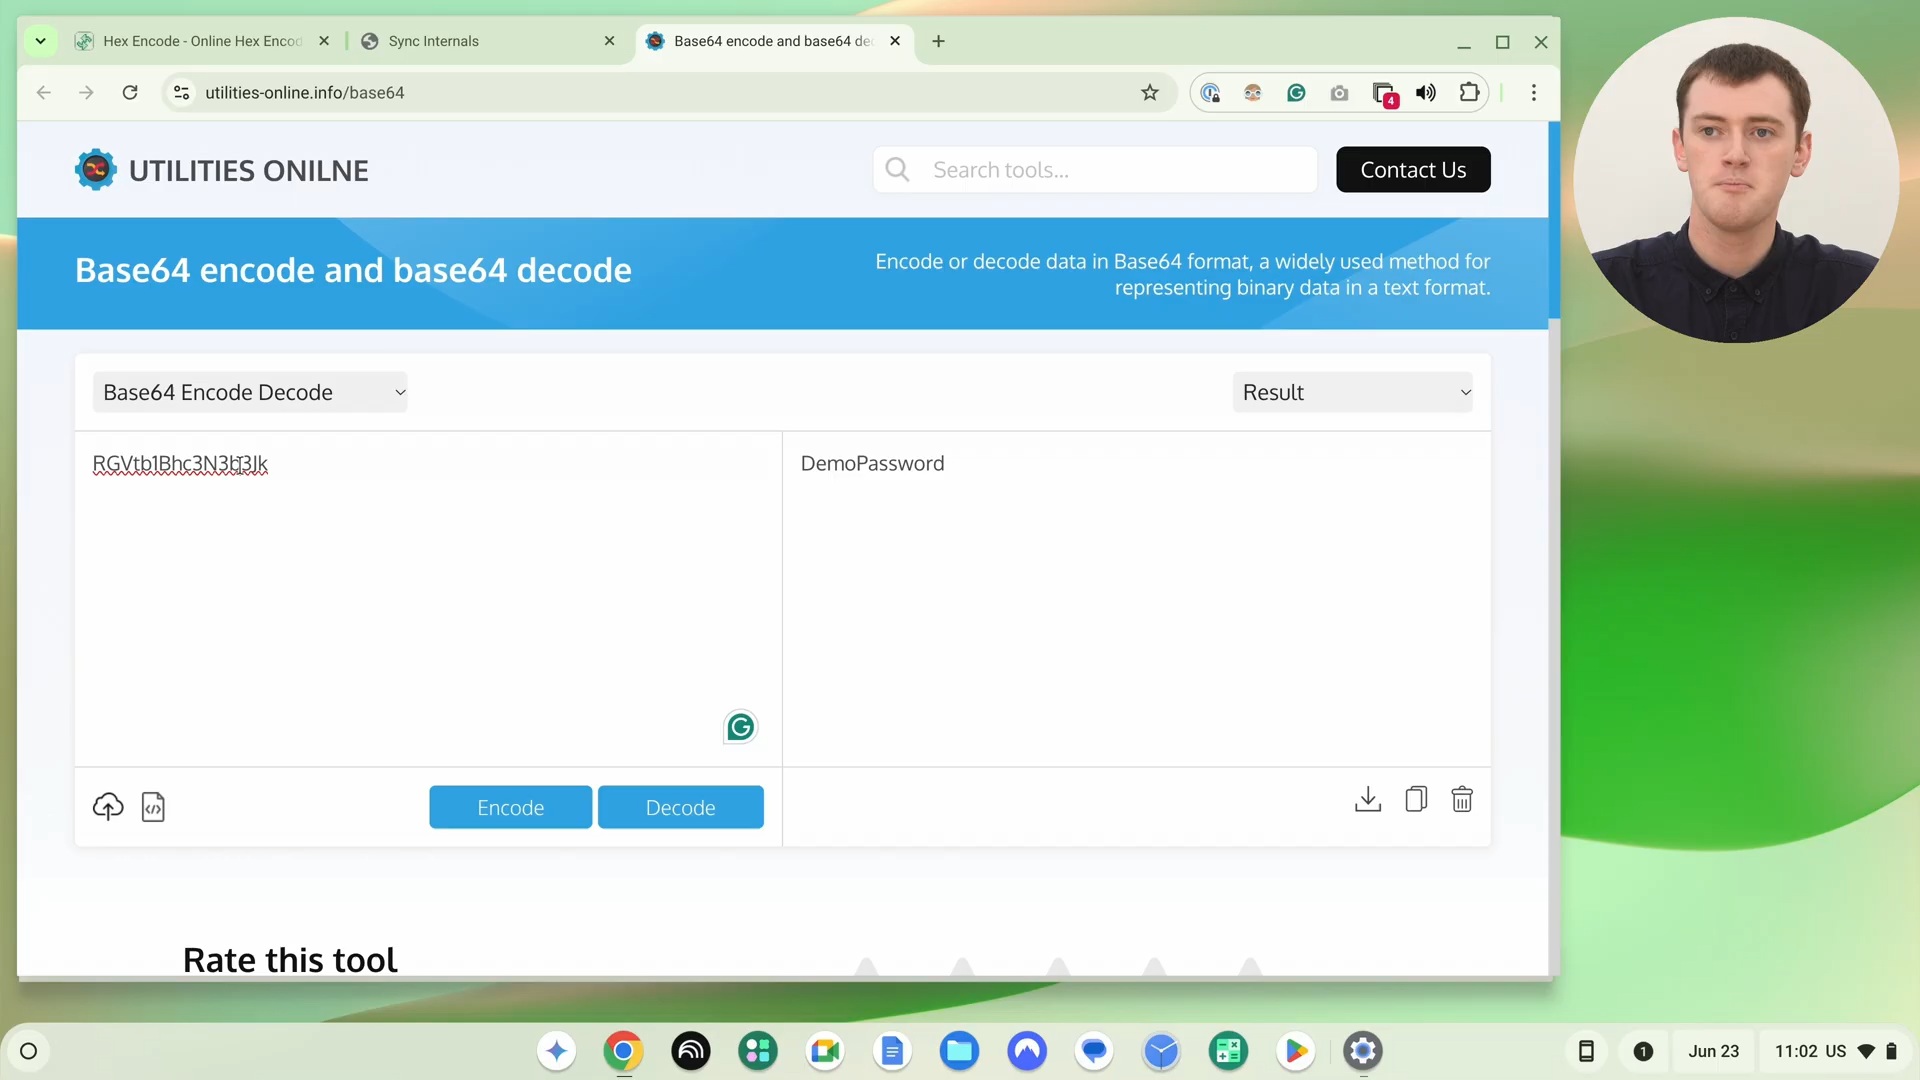 Hex Encode - Online Hex Encod
Sync Internals
Base64 encode and base64 de
utilities-online.info/base64
4
UTILITIES ONILNE
Search tools...
Contact Us
Base64 encode and base64 decode
Encode or decode data in Base64 format, a widely used method for
representing binary data in a text format.
Base64 Encode Decode
Result
RGVtb1Bhc3N3b3Jk
DemoPassword
Encode
Decode
Rate this tool
1
Jun 23
11:02 US